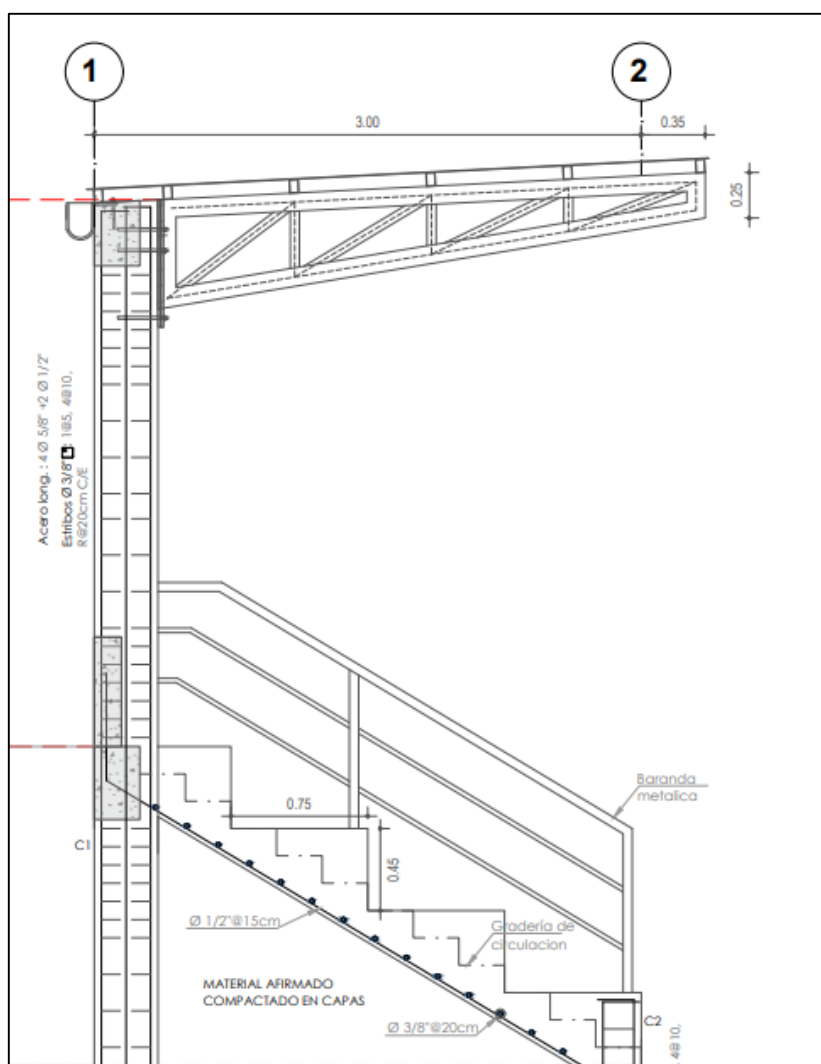 1
2
3.00
0.35
0.25
Acero long. : 4 Ø 5/8" +2 Ø 1/2"
Estribos Ø 3/8" : 1@5, 4@10,
R@20cm C/E
Baranda
metalica
0.75
0.45
C1
Ø 1/2"@15cm
Gradería de
circulacion
MATERIAL AFIRMADO
COMPACTADO EN CAPAS
Ø 3/8"@20cm
C2
4@10,